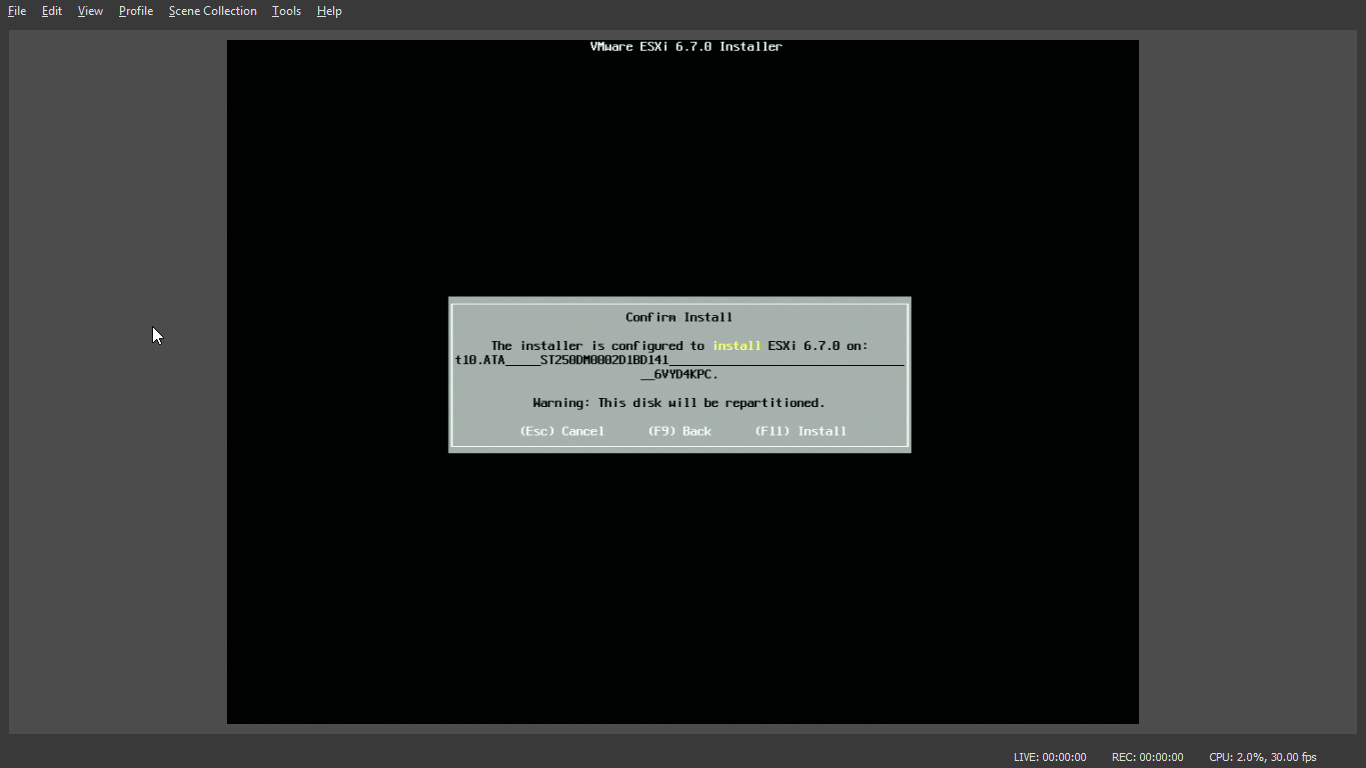 File Edit View Profile Scene Collection Tools Help
VMware ESXi 6.7.0 Installer
Confirm Install
The installer is configured to install ESXi 6.7.0 on:
t10.ATA_____ST250DM0002D1BD141_________________________________
__6VYD4KPC.
Warning: This disk will be repartitioned.
(Esc) Cancel (F9) Back (F11) Install
LIVE: 00:00:00 REC: 00:00:00 CPU: 2.0%, 30.00 fps